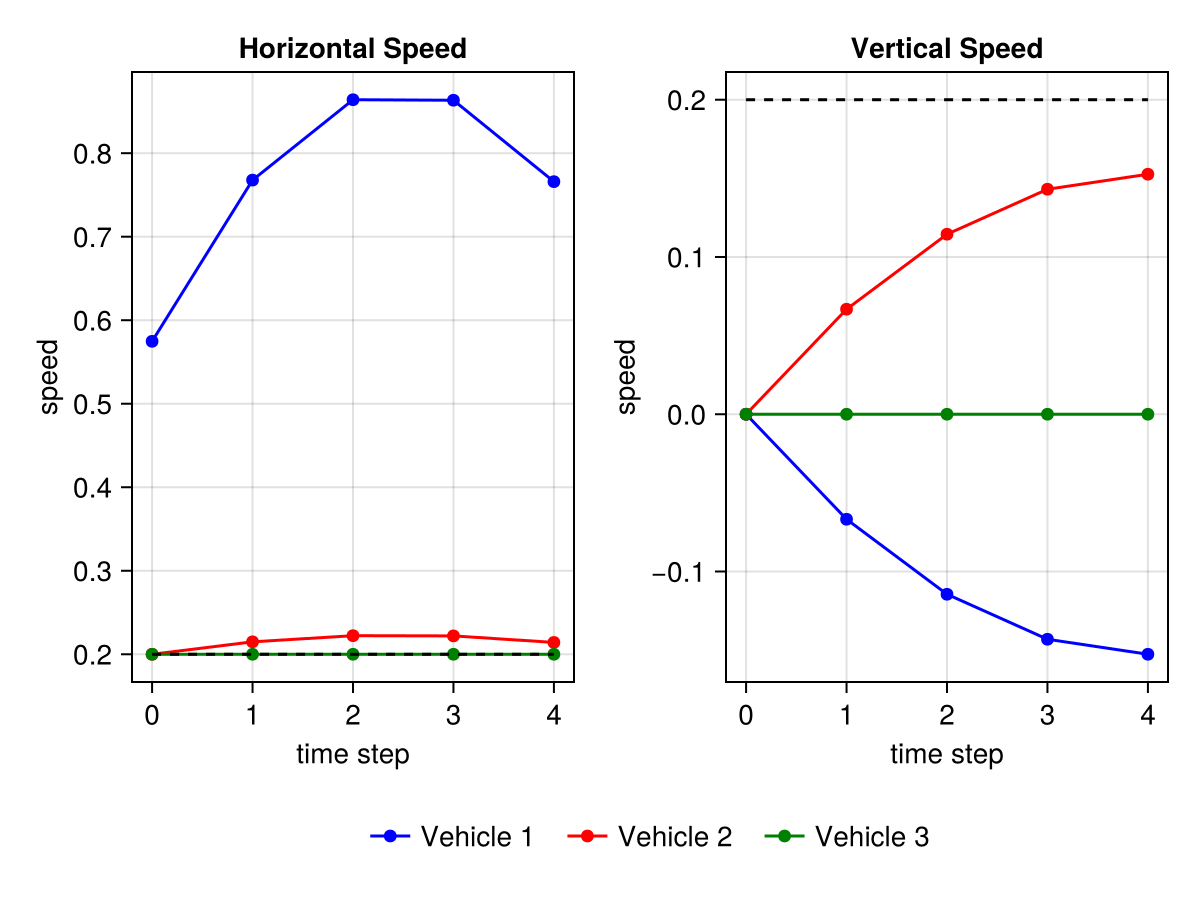 Horizontal Speed
speed
0.8
0.7
0.6
0.5
0.4
0.3
0.2
0 1 2 3 4
time step
Vertical Speed
speed
0.2
0.1
0.0
−0.1
0 1 2 3 4
time step
Vehicle 1 Vehicle 2 Vehicle 3